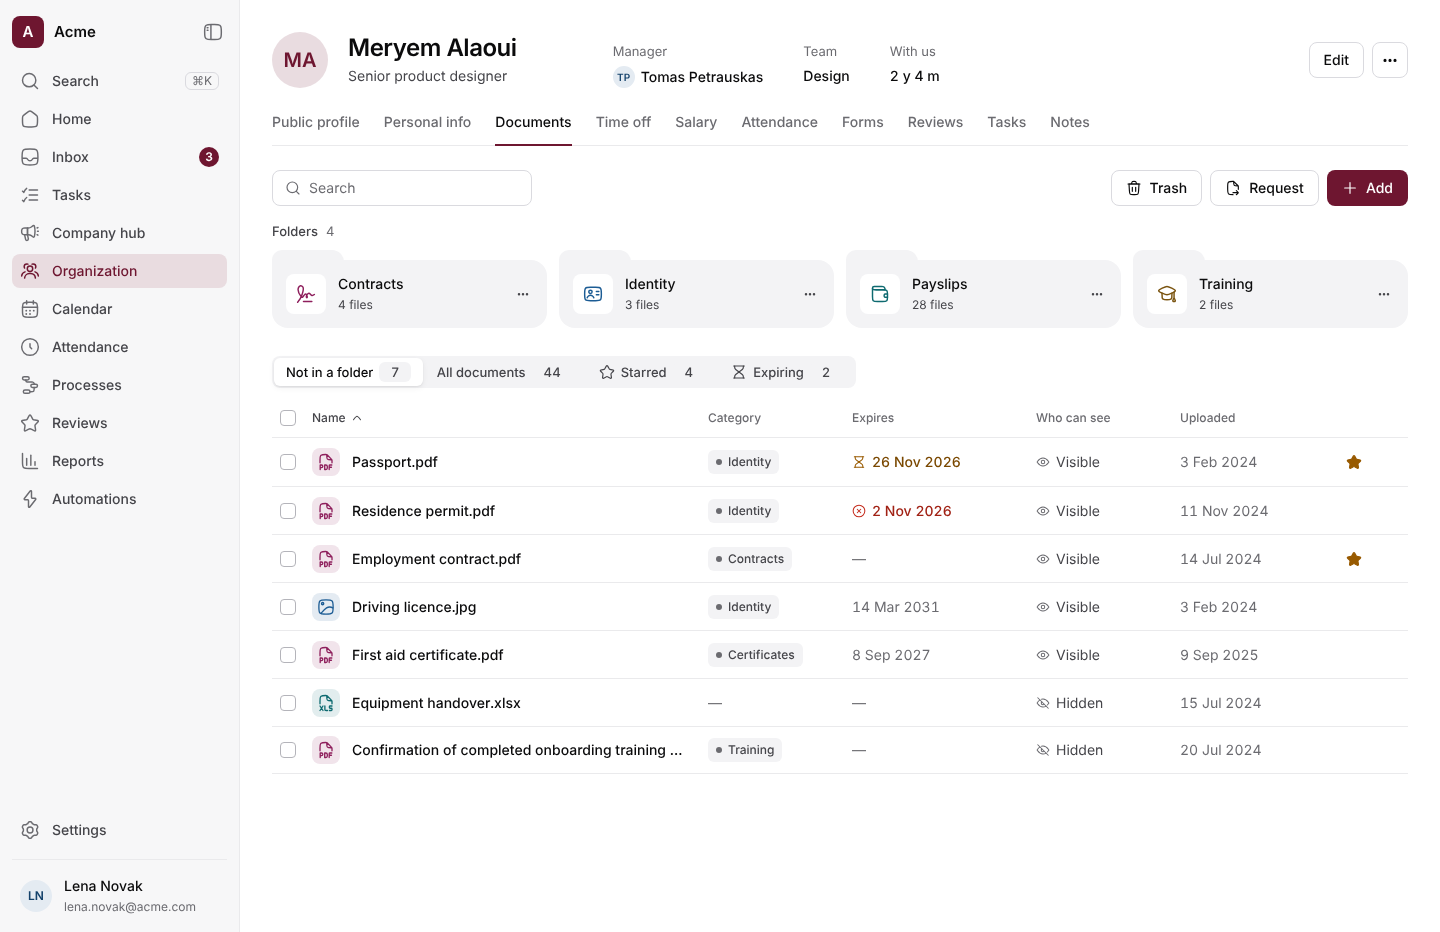 A Acme
Search ⌘K
Home
Inbox 3
Tasks
Company hub
Organization
Calendar
Attendance
Processes
Reviews
Reports
Automations
Settings
LN Lena Novak
lena.novak@acme.com
MA
Meryem Alaoui
Senior product designer
Manager
TP Tomas Petrauskas
Team
Design
With us
2 y 4 m
Edit
Public profile Personal info Documents Time off Salary Attendance Forms Reviews Tasks Notes
Search
Trash Request Add
Folders 4
Contracts
4 files
Identity
3 files
Payslips
28 files
Training
2 files
Not in a folder 7 All documents 44 Starred 4 Expiring 2
Name Category Expires Who can see Uploaded
PDF Passport.pdf Identity 26 Nov 2026 Visible 3 Feb 2024
PDF Residence permit.pdf Identity 2 Nov 2026 Visible 11 Nov 2024
PDF Employment contract.pdf Contracts — Visible 14 Jul 2024
Driving licence.jpg Identity 14 Mar 2031 Visible 3 Feb 2024
PDF First aid certificate.pdf Certificates 8 Sep 2027 Visible 9 Sep 2025
XLS Equipment handover.xlsx — — Hidden 15 Jul 2024
PDF Confirmation of completed onboarding training ... Training — Hidden 20 Jul 2024